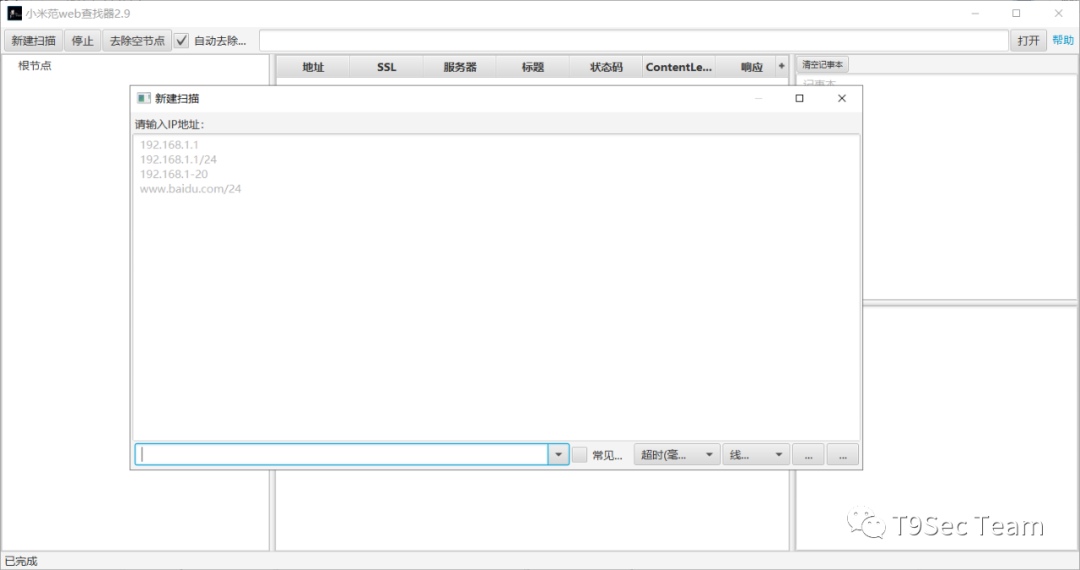 小米范web查找器2.9
新建扫描 停止 去除空节点 自动去除... 打开 帮助
根节点
地址 SSL 服务器 标题 状态码 ContentLe... 响应 +
清空记事本
记事本
新建扫描
请输入IP地址:
192.168.1.1
192.168.1.1/24
192.168.1-20
www.baidu.com/24
常见... 超时(毫... 线... ... ...
T9Sec Team
已完成